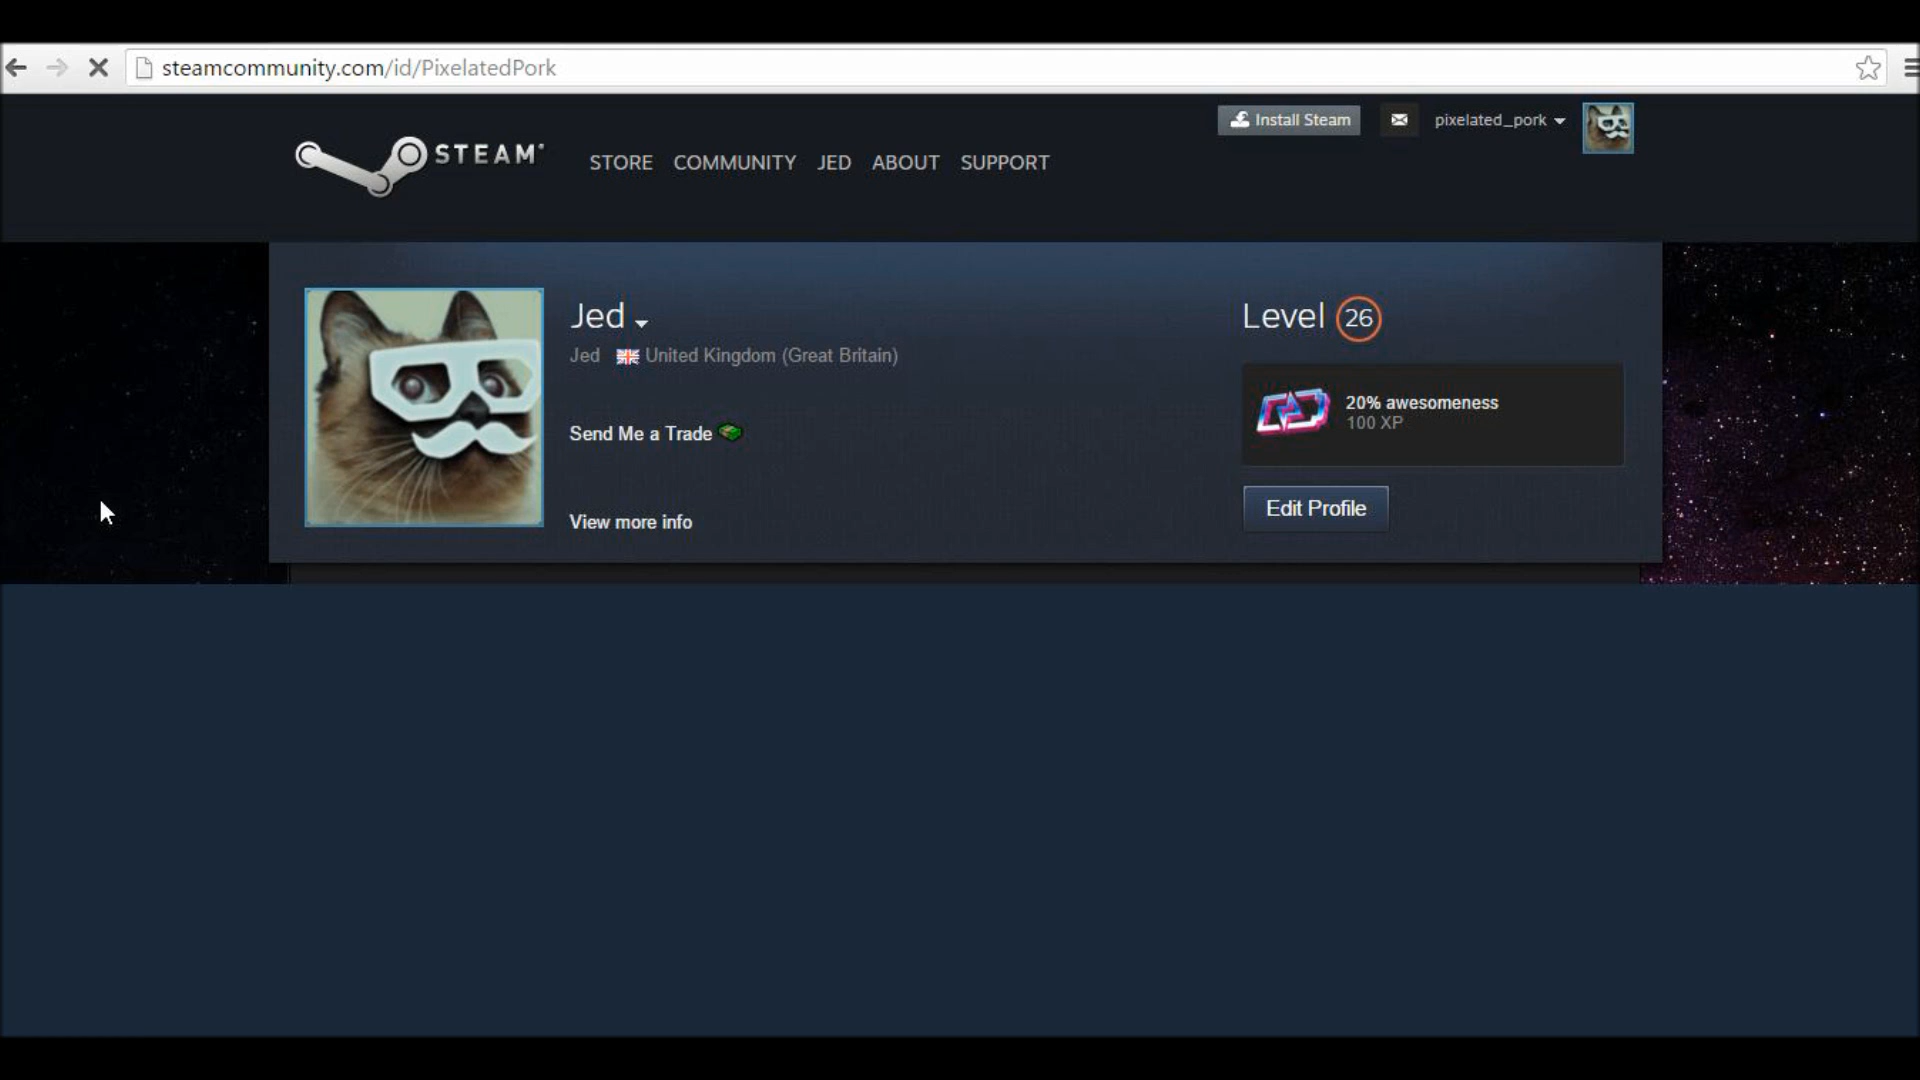 steamcommunity.com/id/PixelatedPork
Install Steam
pixelated_pork
STEAM
STORE COMMUNITY JED ABOUT SUPPORT
Jed
Jed United Kingdom (Great Britain)
Send Me a Trade
View more info
Level 26
20% awesomeness
100 XP
Edit Profile